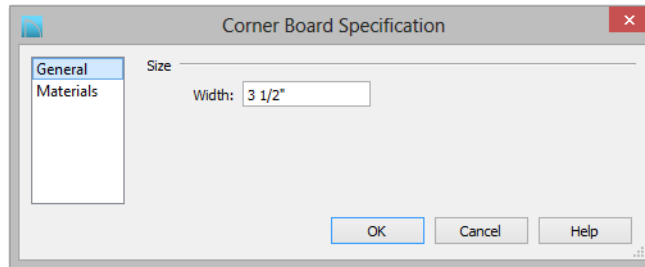 Corner Board Specification
General
Materials
Size
Width: 3 1/2"
OK Cancel Help